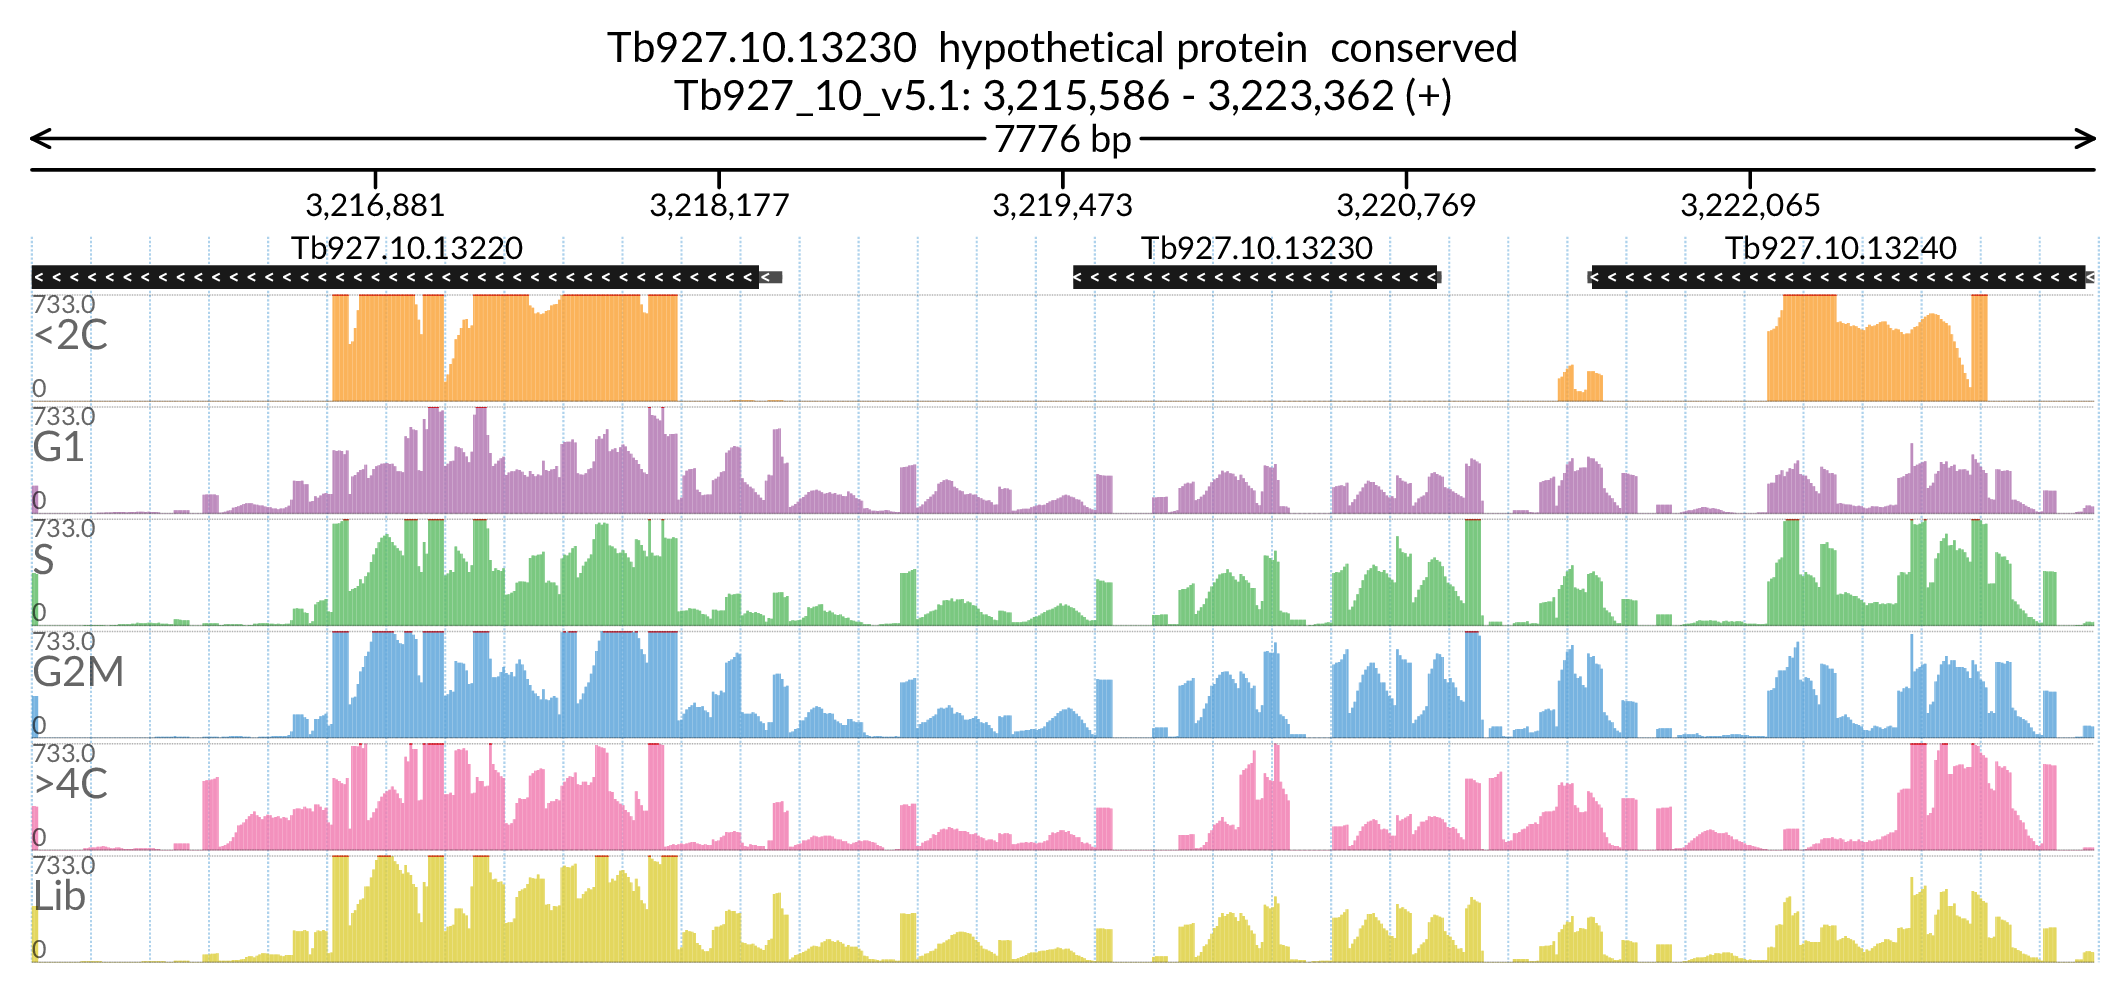 Tb927.10.13230  hypothetical protein  conserved
Tb927_10_v5.1: 3,215,586 - 3,223,362 (+)
7776 bp
3,216,881 3,218,177 3,219,473 3,220,769 3,222,065
Tb927.10.13220 Tb927.10.13230 Tb927.10.13240
733.0
<2C
0
733.0
G1
0
733.0
S
0
733.0
G2M
0
733.0
>4C
0
733.0
Lib
0